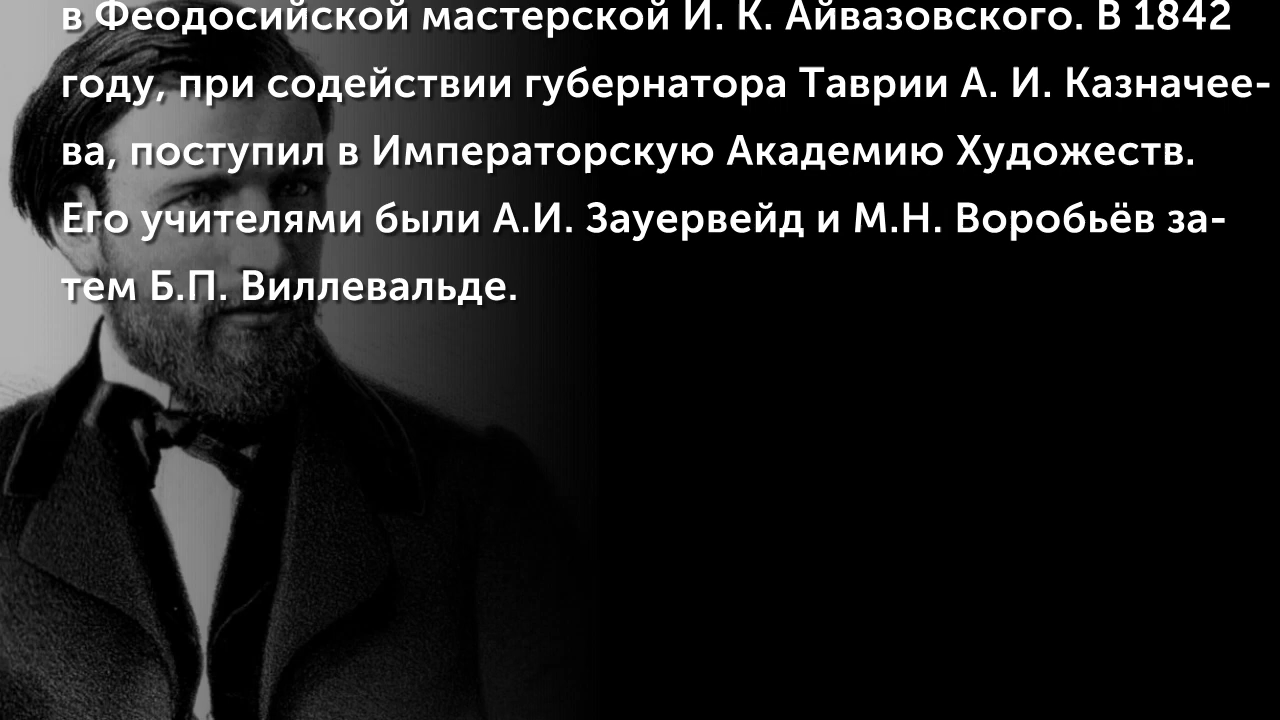 в Феодосийской мастерской И. К. Айвазовского. В 1842
году, при содействии губернатора Таврии А. И. Казначее-
ва, поступил в Императорскую Академию Художеств.
Его учителями были А.И. Зауервейд и М.Н. Воробьёв за-
тем Б.П. Виллевальде.